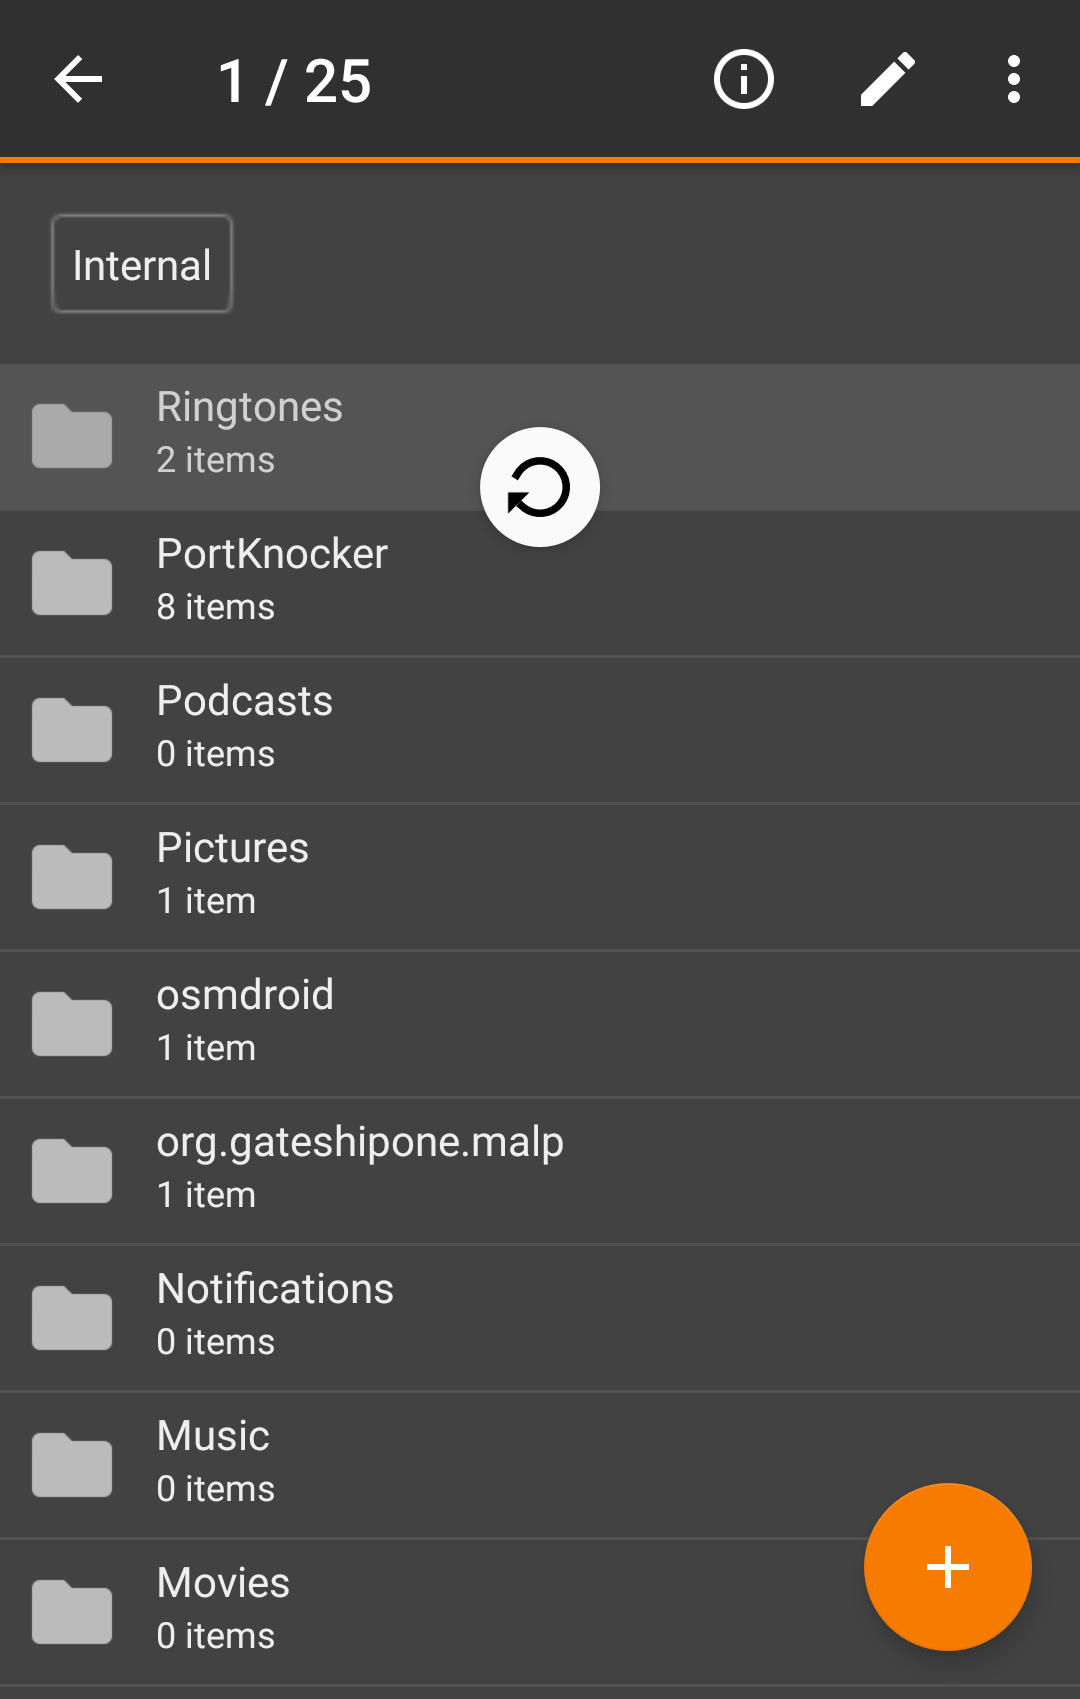 1 / 25
Internal
Ringtones
2 items
PortKnocker
8 items
Podcasts
0 items
Pictures
1 item
osmdroid
1 item
org.gateshipone.malp
1 item
Notifications
0 items
Music
0 items
Movies
0 items